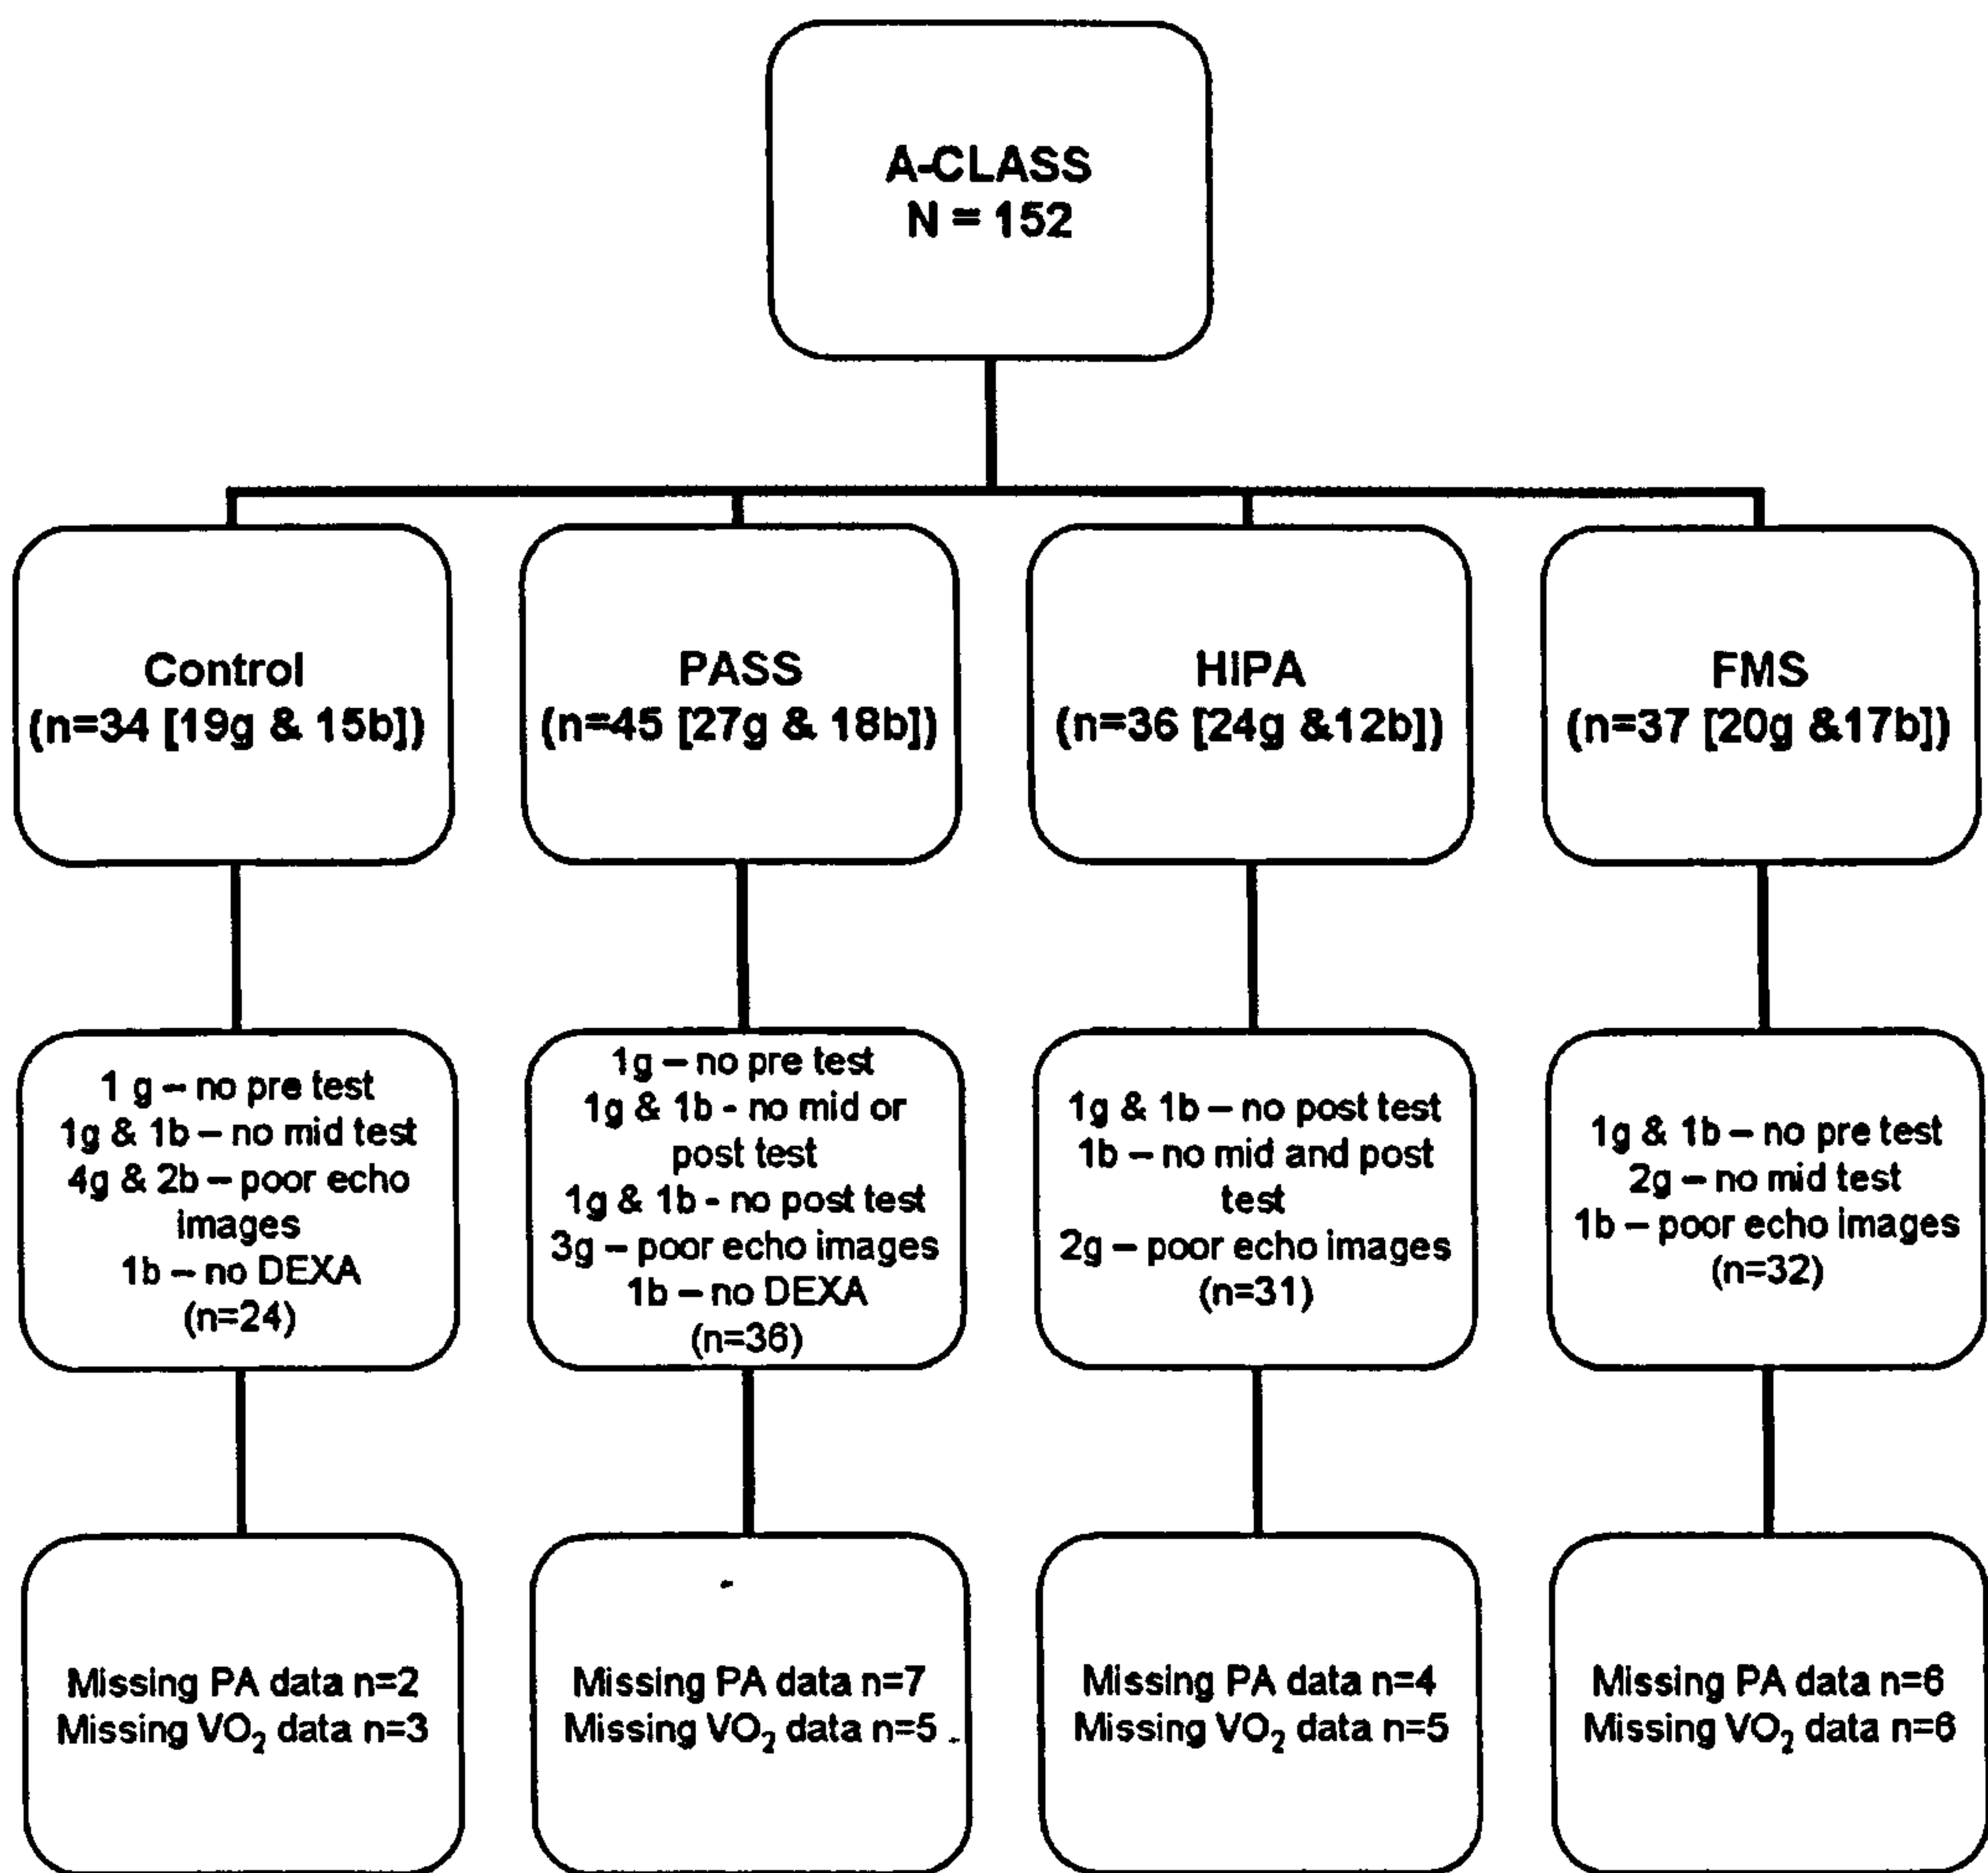 A-CLASS
N = 152
Control
(n=34 [19g & 15b])
PASS
(n=45 [27g & 18b])
HIPA
(n=36 [24g &12b])
FMS
(n=37 [20g &17b])
1 g – no pre test
1g & 1b – no mid test
4g & 2b – poor echo
images
1b – no DEXA
(n=24)
1g – no pre test
1g & 1b - no mid or
post test
1g & 1b - no post test
3g – poor echo images
1b – no DEXA
(n=36)
1g & 1b – no post test
1b – no mid and post
test
2g – poor echo images
(n=31)
1g & 1b – no pre test
2g – no mid test
1b – poor echo images
(n=32)
Missing PA data n=2
Missing VO₂ data n=3
Missing PA data n=7
Missing VO₂ data n=5
Missing PA data n=4
Missing VO₂ data n=5
Missing PA data n=6
Missing VO₂ data n=6